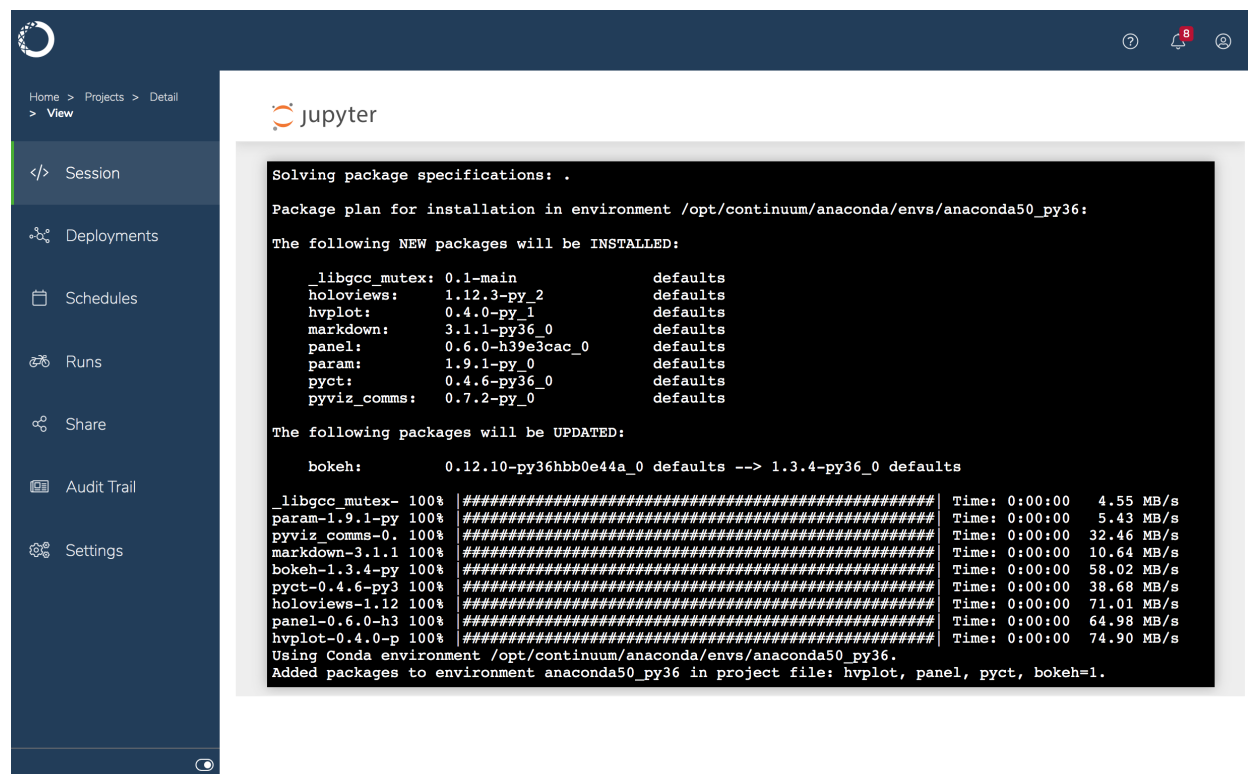 8
Home > Projects > Detail
> View
jupyter
</> Session
Deployments
Schedules
Runs
Share
Audit Trail
Settings
Solving package specifications: .
Package plan for installation in environment /opt/continuum/anaconda/envs/anaconda50_py36:
The following NEW packages will be INSTALLED:
_libgcc_mutex: 0.1-main defaults
holoviews: 1.12.3-py_2 defaults
hvplot: 0.4.0-py_1 defaults
markdown: 3.1.1-py36_0 defaults
panel: 0.6.0-h39e3cac_0 defaults
param: 1.9.1-py_0 defaults
pyct: 0.4.6-py36_0 defaults
pyviz_comms: 0.7.2-py_0 defaults
The following packages will be UPDATED:
bokeh: 0.12.10-py36hbb0e44a_0 defaults --> 1.3.4-py36_0 defaults
_libgcc_mutex- 100% |####################################################| Time: 0:00:00 4.55 MB/s
param-1.9.1-py 100% |####################################################| Time: 0:00:00 5.43 MB/s
pyviz_comms-0. 100% |####################################################| Time: 0:00:00 32.46 MB/s
markdown-3.1.1 100% |####################################################| Time: 0:00:00 10.64 MB/s
bokeh-1.3.4-py 100% |####################################################| Time: 0:00:00 58.02 MB/s
pyct-0.4.6-py3 100% |####################################################| Time: 0:00:00 38.68 MB/s
holoviews-1.12 100% |####################################################| Time: 0:00:00 71.01 MB/s
panel-0.6.0-h3 100% |####################################################| Time: 0:00:00 64.98 MB/s
hvplot-0.4.0-p 100% |####################################################| Time: 0:00:00 74.90 MB/s
Using Conda environment /opt/continuum/anaconda/envs/anaconda50_py36.
Added packages to environment anaconda50_py36 in project file: hvplot, panel, pyct, bokeh=1.